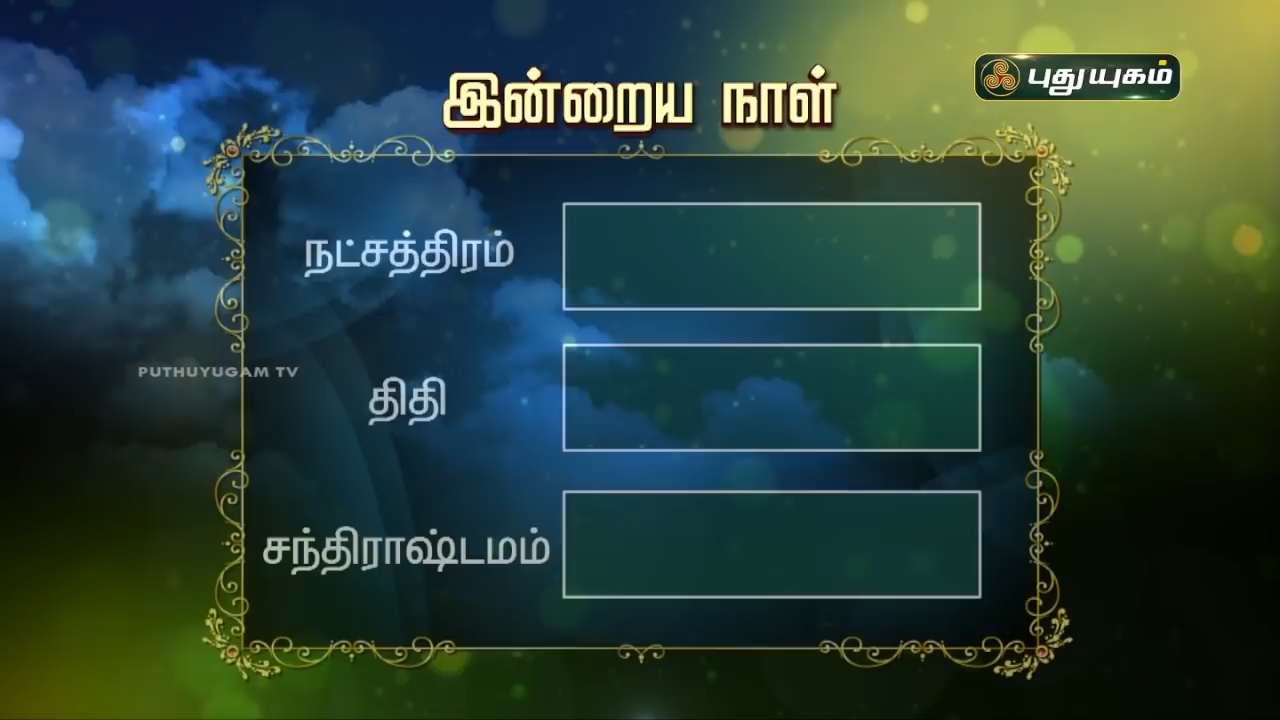 இன்றைய நாள்
புதுயுகம்
நட்சத்திரம்
PUTHUYUGAM TV
திதி
சந்திராஷ்டமம்